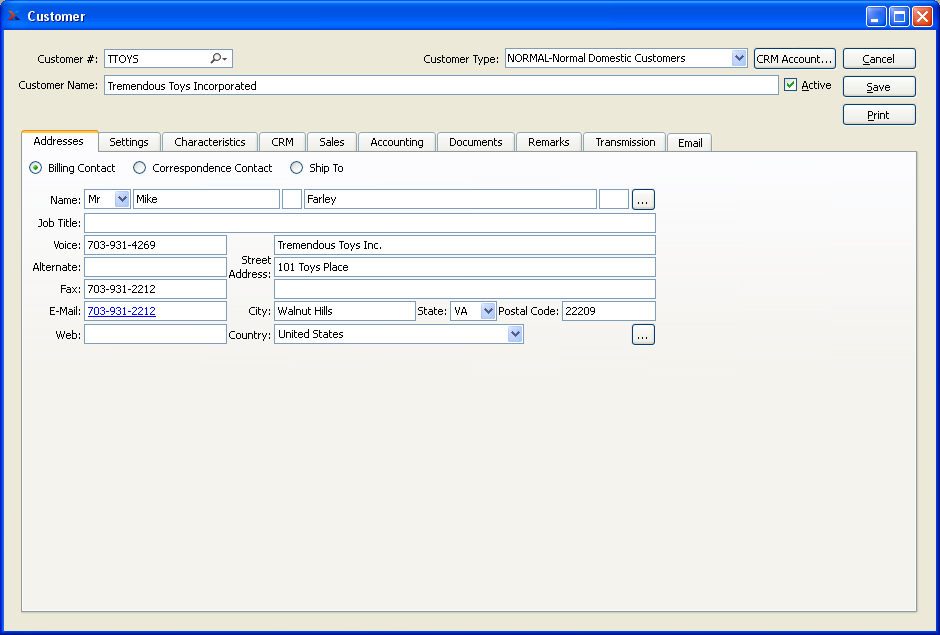 Customer
Customer #: TTOYS Customer Type: NORMAL-Normal Domestic Customers CRM Account... Cancel
Customer Name: Tremendous Toys Incorporated Active Save
Print
Addresses Settings Characteristics CRM Sales Accounting Documents Remarks Transmission Email
Billing Contact Correspondence Contact Ship To
Name: Mr Mike Farley ...
Job Title:
Voice: 703-931-4269 Tremendous Toys Inc.
Alternate: Street Address: 101 Toys Place
Fax: 703-931-2212
E-Mail: 703-931-2212 City: Walnut Hills State: VA Postal Code: 22209
Web: Country: United States ...